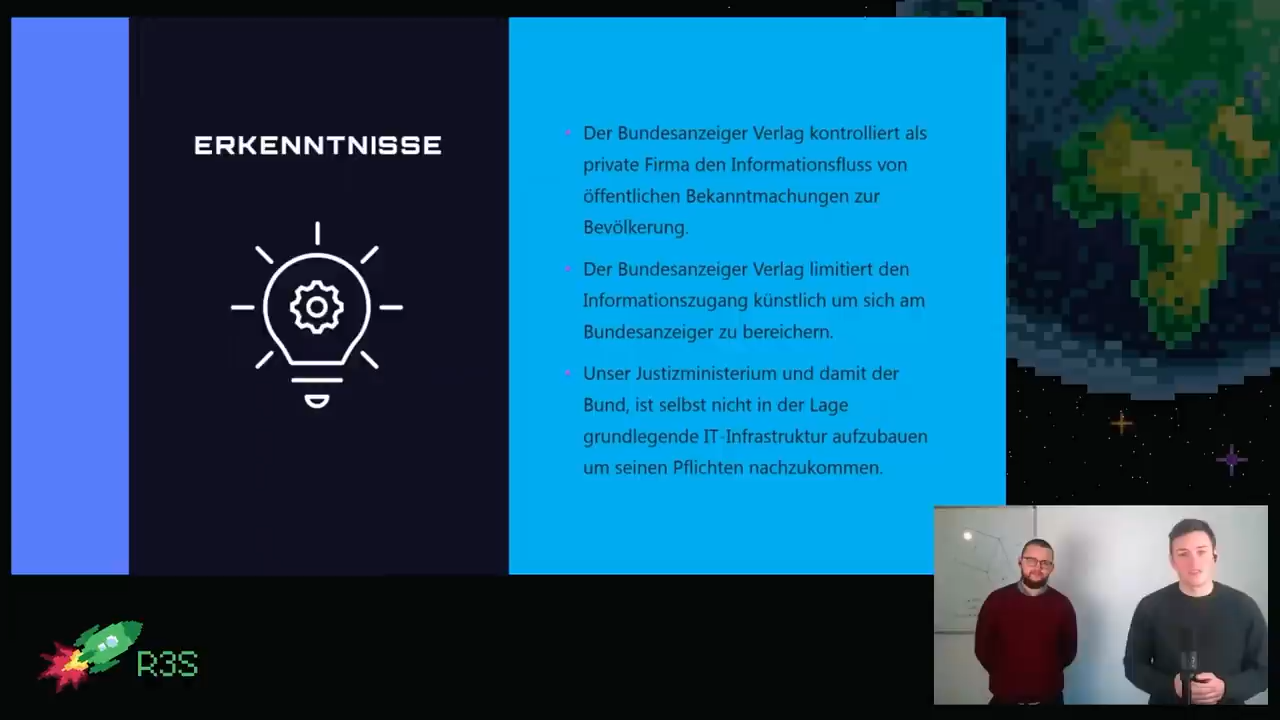 ERKENNTNISSE
• Der Bundesanzeiger Verlag kontrolliert als
private Firma den Informationsfluss von
öffentlichen Bekanntmachungen zur
Bevölkerung.
• Der Bundesanzeiger Verlag limitiert den
Informationszugang künstlich um sich am
Bundesanzeiger zu bereichern.
• Unser Justizministerium und damit der
Bund, ist selbst nicht in der Lage
grundlegende IT-Infrastruktur aufzubauen
um seinen Pflichten nachzukommen.
R3S